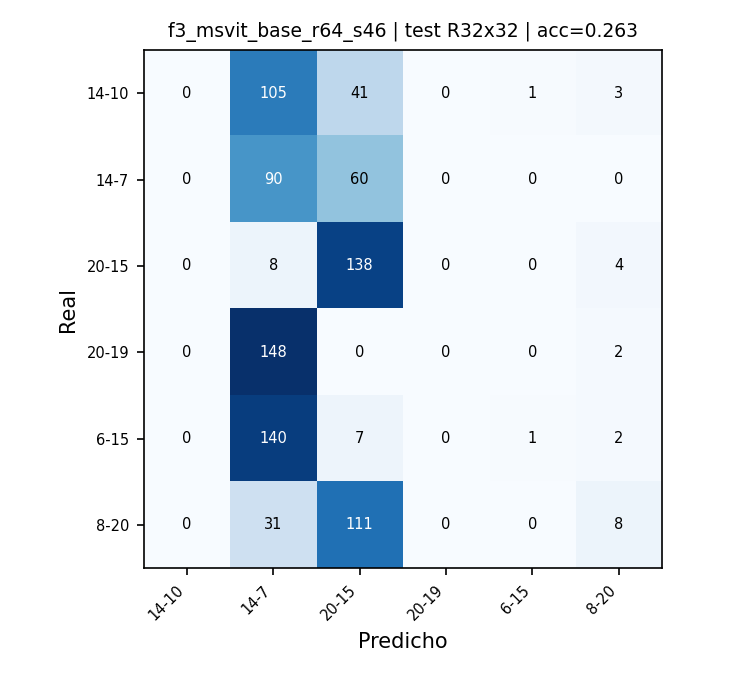 f3_msvit_base_r64_s46 | test R32x32 | acc=0.263
14-10 0 105 41 0 1 3
14-7 0 90 60 0 0 0
20-15 0 8 138 0 0 4
20-19 0 148 0 0 0 2
6-15 0 140 7 0 1 2
8-20 0 31 111 0 0 8
Real
14-10 14-7 20-15 20-19 6-15 8-20
Predicho